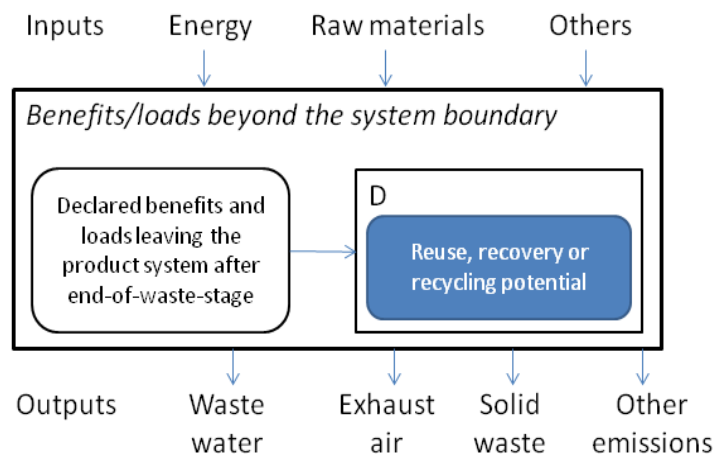 Inputs Energy Raw materials Others
Benefits/loads beyond the system boundary
Declared benefits and
loads leaving the
product system after
end-of-waste-stage
D
Reuse, recovery or
recycling potential
Outputs Waste Exhaust Solid Other
water air waste emissions